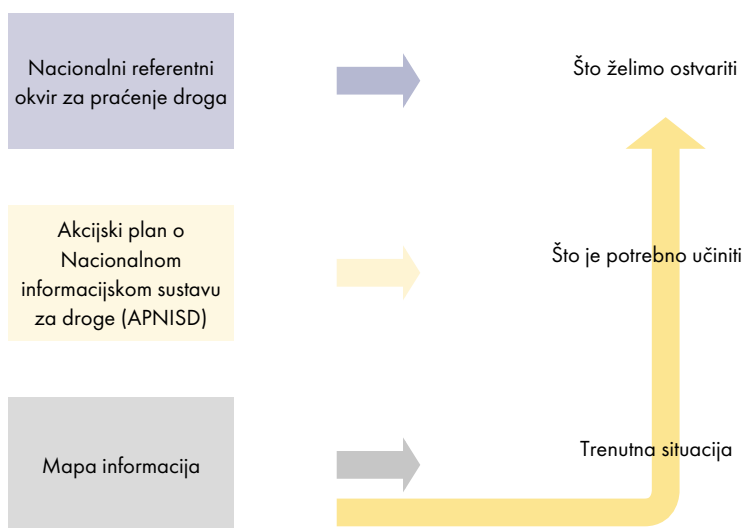 Nacionalni referentni
okvir za praćenje droga
Što želimo ostvariti
Akcijski plan o
Nacionalnom
informacijskom sustavu
za droge (APNISD)
Što je potrebno učiniti
Mapa informacija
Trenutna situacija